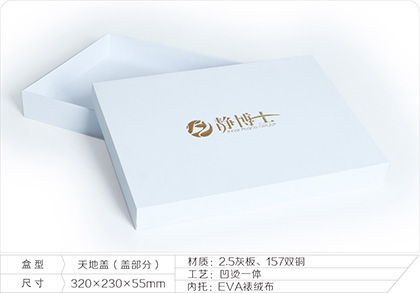 静博士
盒型 天地盖（盖部分）
尺寸 320×230×55mm
材质：2.5灰板、157双铜
工艺：凹烫一体
内托：EVA裱绒布